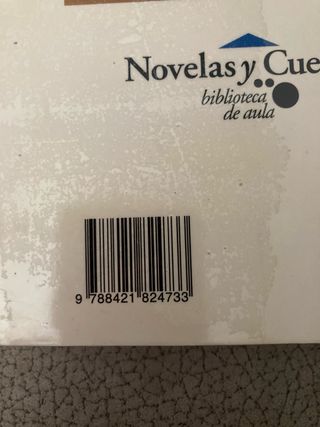 Novelas y Cue
biblioteca
de aula
9 788421 824733